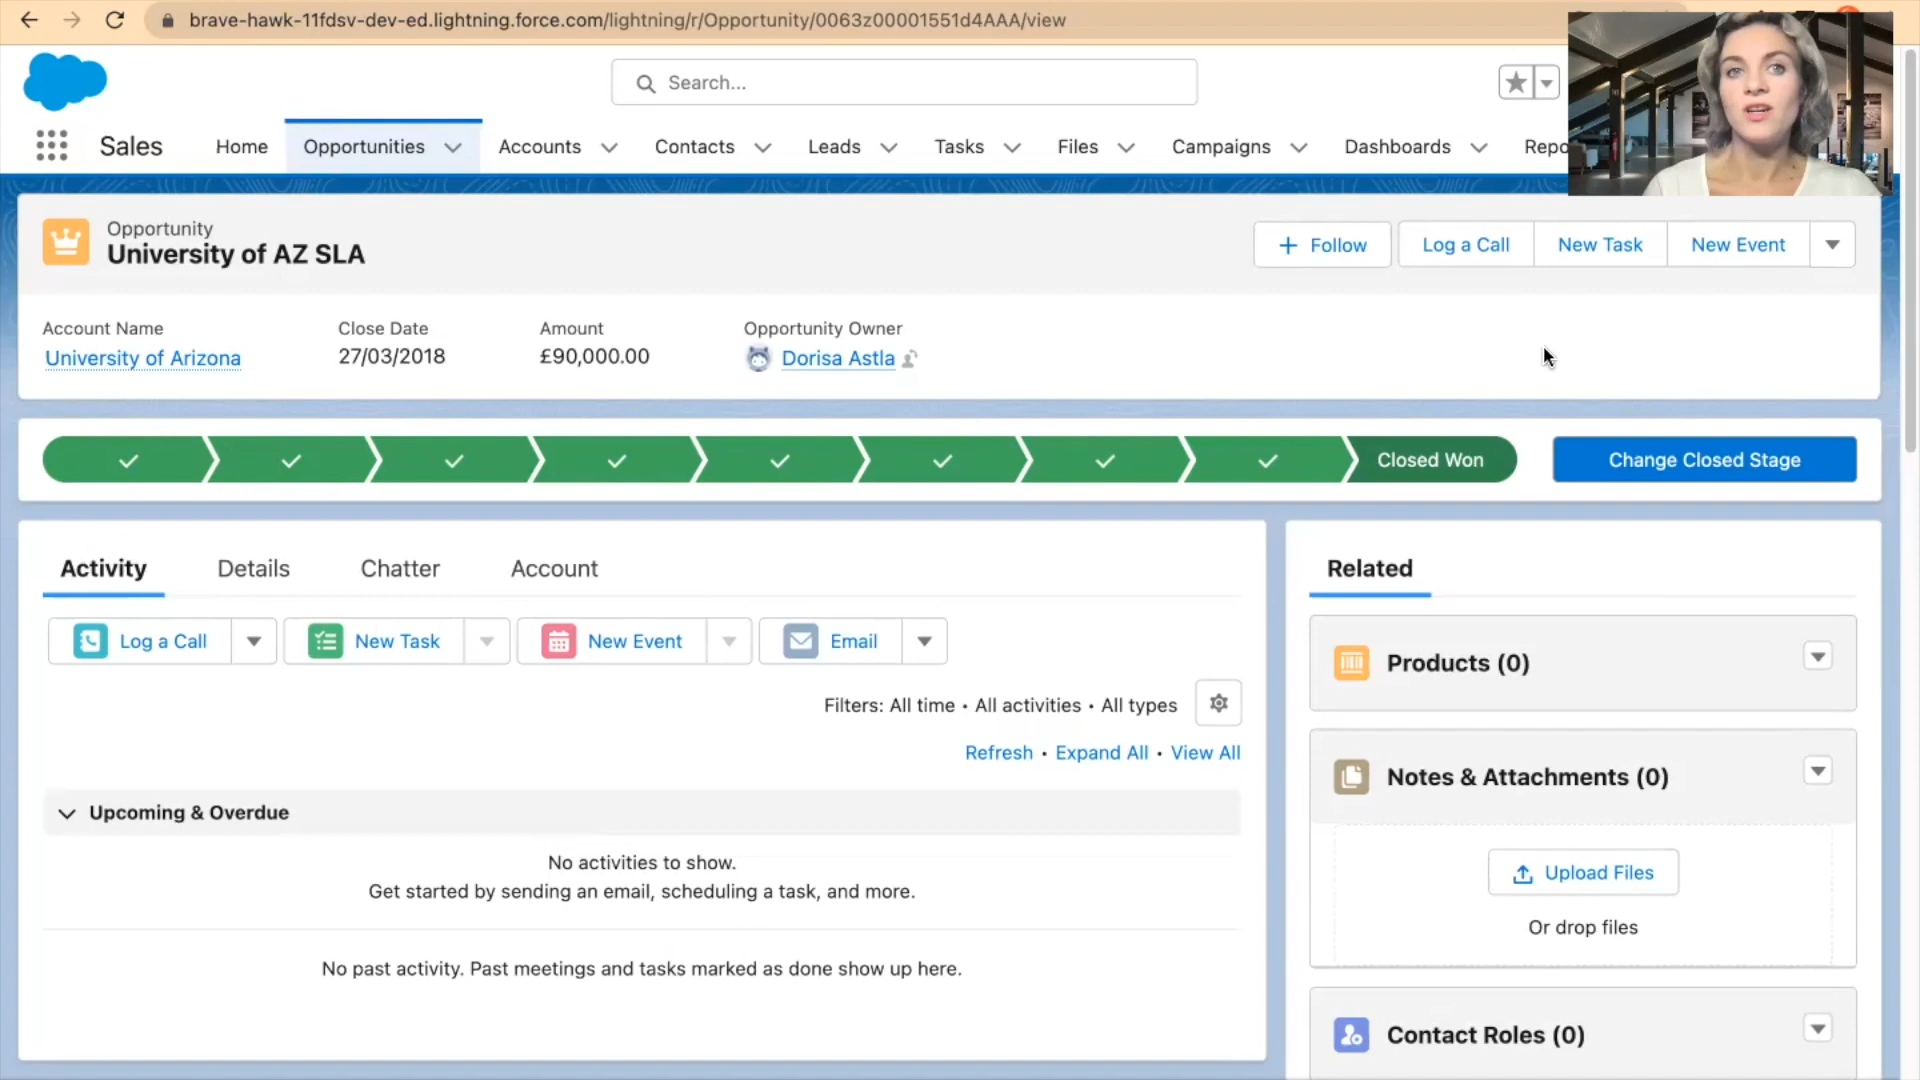 brave-hawk-11fdsv-dev-ed.lightning.force.com/lightning/r/Opportunity/0063z00001551d4AAA/view
Search...
Sales
Home
Opportunities
Accounts
Contacts
Leads
Tasks
Files
Campaigns
Dashboards
Repo
Opportunity
University of AZ SLA
Follow
Log a Call
New Task
New Event
Account Name
Close Date
Amount
Opportunity Owner
University of Arizona
27/03/2018
£90,000.00
Dorisa Astla
Closed Won
Change Closed Stage
Activity
Details
Chatter
Account
Related
Log a Call
New Task
New Event
Email
Products (0)
Filters: All time • All activities • All types
Refresh • Expand All • View All
Notes & Attachments (0)
Upcoming & Overdue
No activities to show.
Get started by sending an email, scheduling a task, and more.
Upload Files
Or drop files
No past activity. Past meetings and tasks marked as done show up here.
Contact Roles (0)